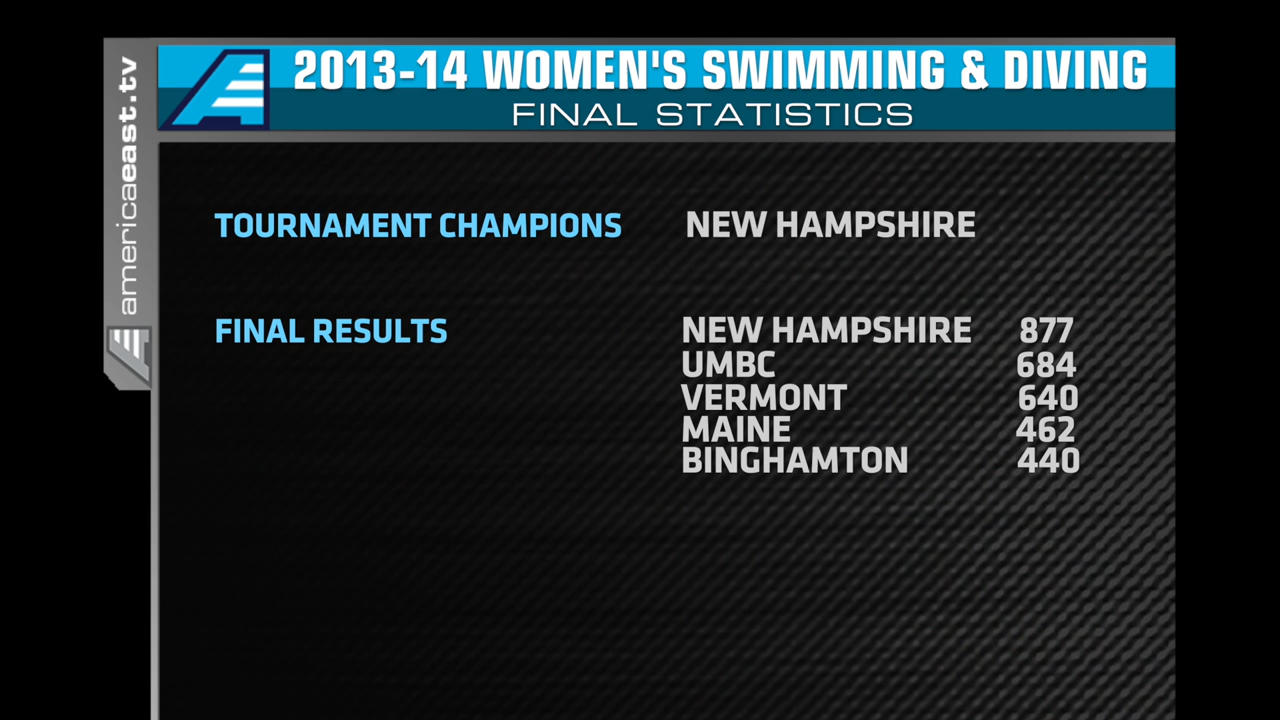 americaeast.tv
2013-14 WOMEN'S SWIMMING & DIVING
FINAL STATISTICS
TOURNAMENT CHAMPIONS NEW HAMPSHIRE
FINAL RESULTS NEW HAMPSHIRE 877
UMBC 684
VERMONT 640
MAINE 462
BINGHAMTON 440